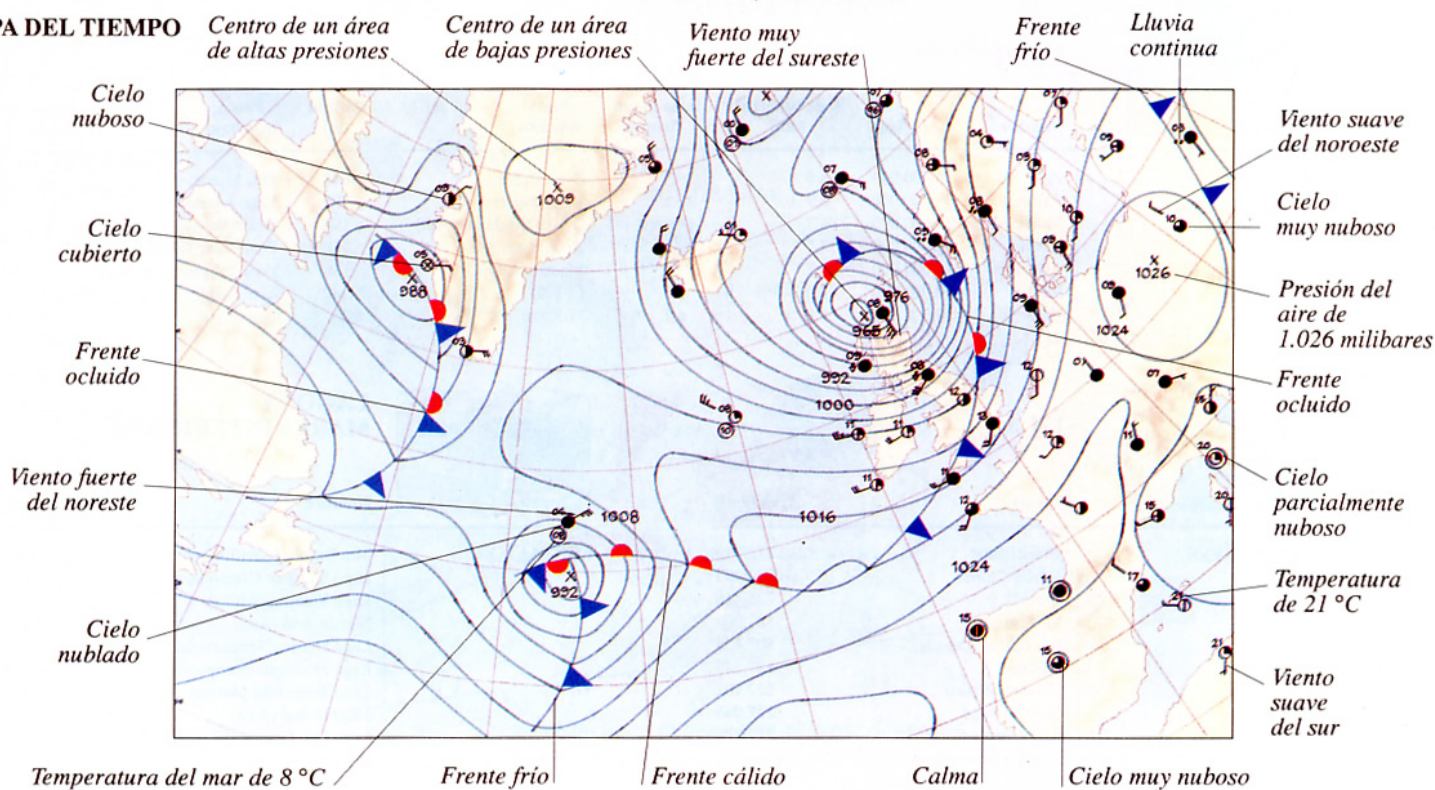 PA DEL TIEMPO
Centro de un área
de altas presiones
Centro de un área
de bajas presiones
Viento muy
fuerte del sureste
Frente
frío
Lluvia
continua
Cielo
nuboso
Cielo
cubierto
Frente
ocluido
Viento fuerte
del noreste
Cielo
nublado
Viento suave
del noroeste
Cielo
muy nuboso
Presión del
aire de
1.026 milibares
Frente
ocluido
Cielo
parcialmente
nuboso
Temperatura
de 21 °C
Viento
suave
del sur
1009
988
976
965
992
1000
1008
1016
992
1024
1026
1024
Temperatura del mar de 8 °C
Frente frío
Frente cálido
Calma
Cielo muy nuboso